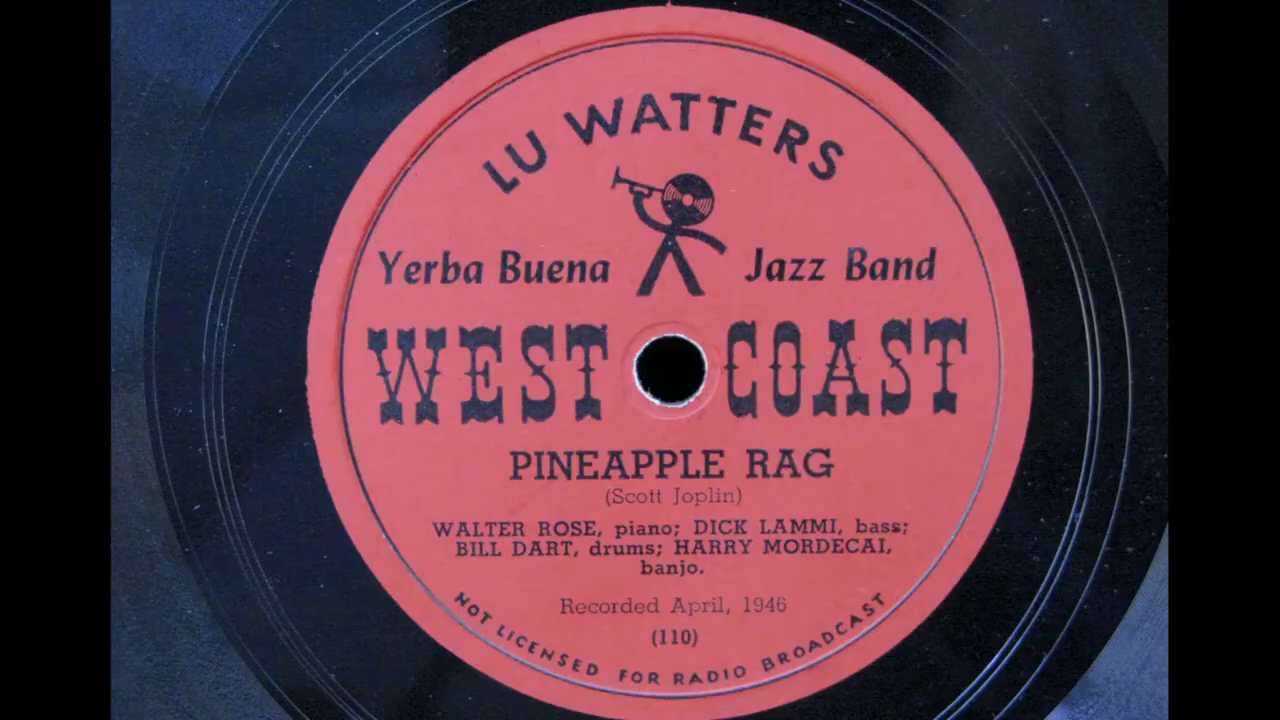 LU WATTERS
Yerba Buena Jazz Band
WEST COAST
PINEAPPLE RAG
(Scott Joplin)
WALTER ROSE, piano; DICK LAMMI, bass;
BILL DART, drums; HARRY MORDECAI,
banjo.
Recorded April, 1946
(110)
NOT LICENSED FOR RADIO BROADCAST